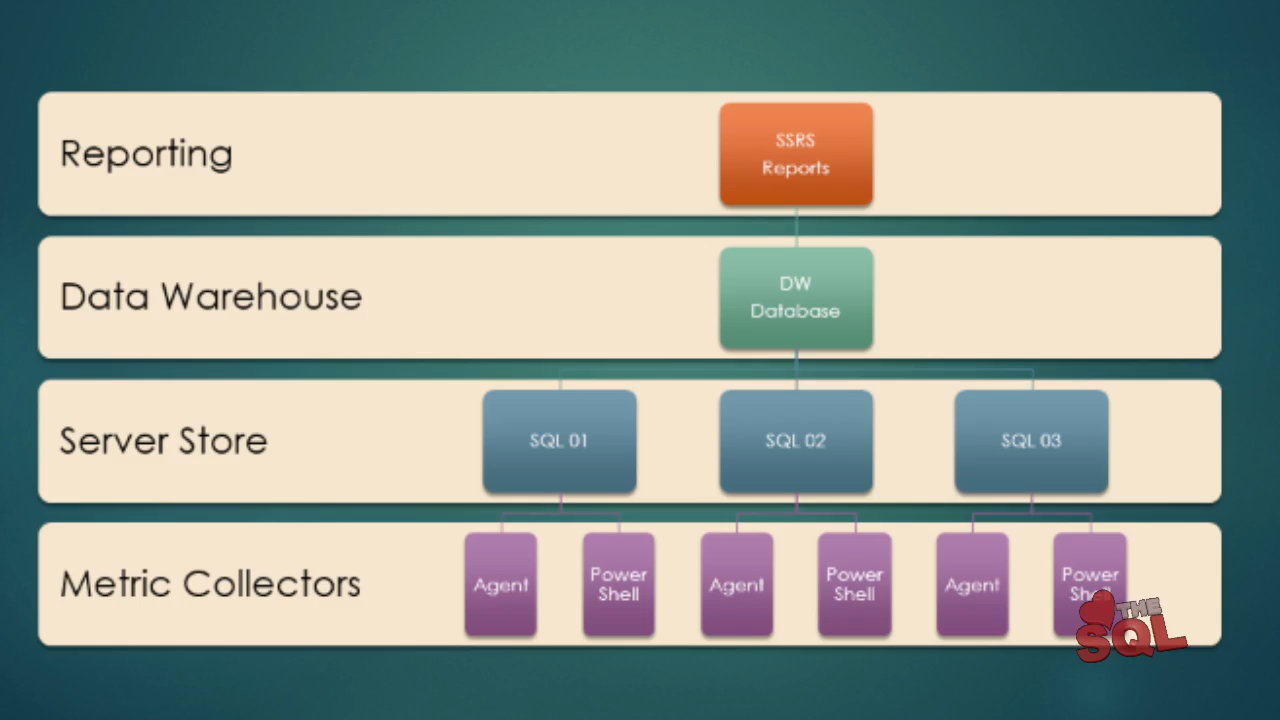 Reporting
SSRS
Reports
Data Warehouse
DW
Database
Server Store
SQL 01
SQL 02
SQL 03
Metric Collectors
Agent
Power
Shell
Agent
Power
Shell
Agent
Power
Shell
THE
SQL